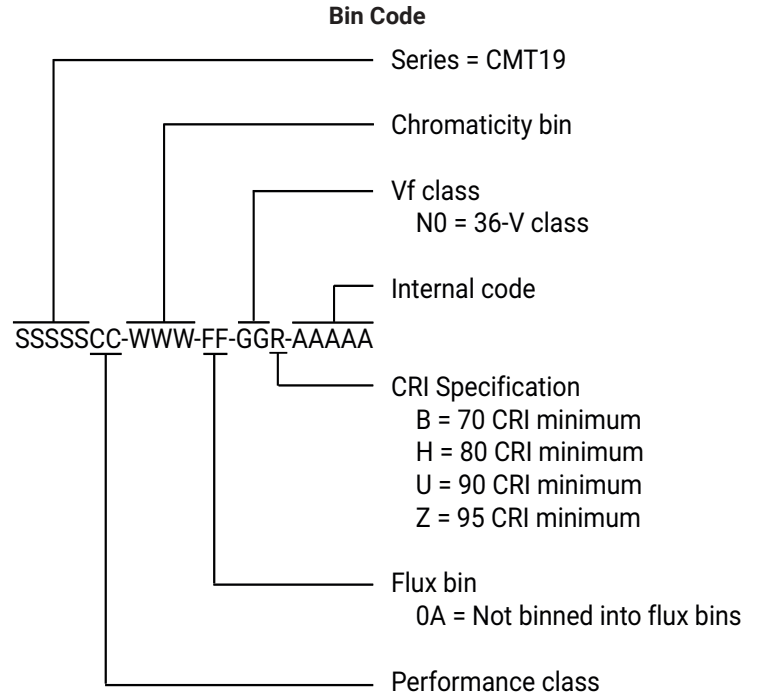 Bin Code
Series = CMT19
Chromaticity bin
Vf class
N0 = 36-V class
Internal code
SSSSSCC-WWW-FF-GGR-AAAAA
CRI Specification
B = 70 CRI minimum
H = 80 CRI minimum
U = 90 CRI minimum
Z = 95 CRI minimum
Flux bin
0A = Not binned into flux bins
Performance class